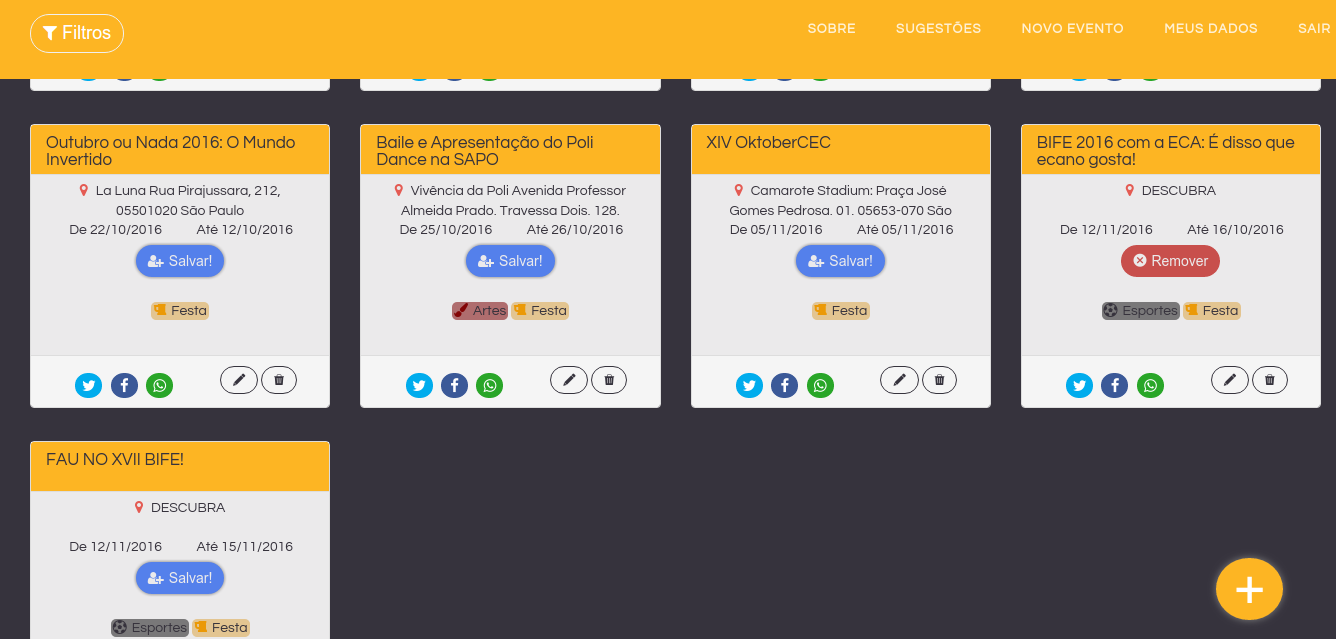 Filtros
SOBRE SUGESTÕES NOVO EVENTO MEUS DADOS SAIR
Outubro ou Nada 2016: O Mundo
Invertido
La Luna Rua Pirajussara, 212,
05501020 São Paulo
De 22/10/2016 Até 12/10/2016
Salvar!
Festa
Baile e Apresentação do Poli
Dance na SAPO
Vivência da Poli Avenida Professor
Almeida Prado. Travessa Dois. 128.
De 25/10/2016 Até 26/10/2016
Salvar!
Artes Festa
XIV OktoberCEC
Camarote Stadium: Praça José
Gomes Pedrosa. 01. 05653-070 São
De 05/11/2016 Até 05/11/2016
Salvar!
Festa
BIFE 2016 com a ECA: É disso que
ecano gosta!
DESCUBRA
De 12/11/2016 Até 16/10/2016
Remover
Esportes Festa
FAU NO XVII BIFE!
DESCUBRA
De 12/11/2016 Até 15/11/2016
Salvar!
Esportes Festa